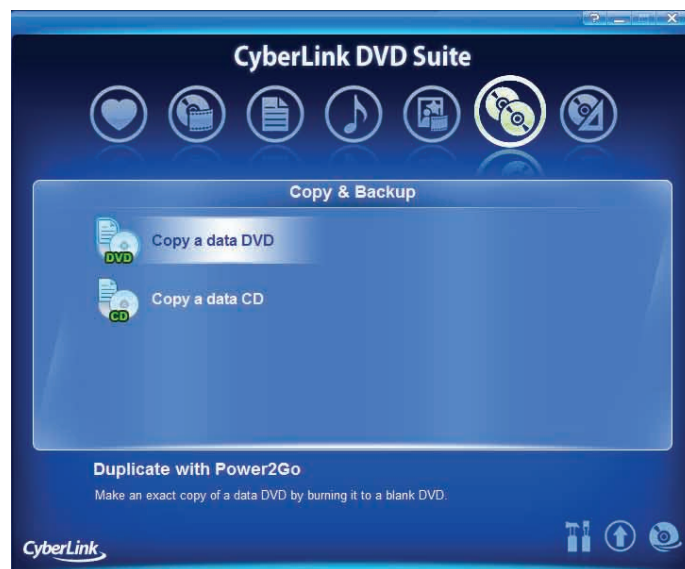 CyberLink DVD Suite
Copy & Backup
DVD
Copy a data DVD
CD
Copy a data CD
Duplicate with Power2Go
Make an exact copy of a data DVD by burning it to a blank DVD.
CyberLink